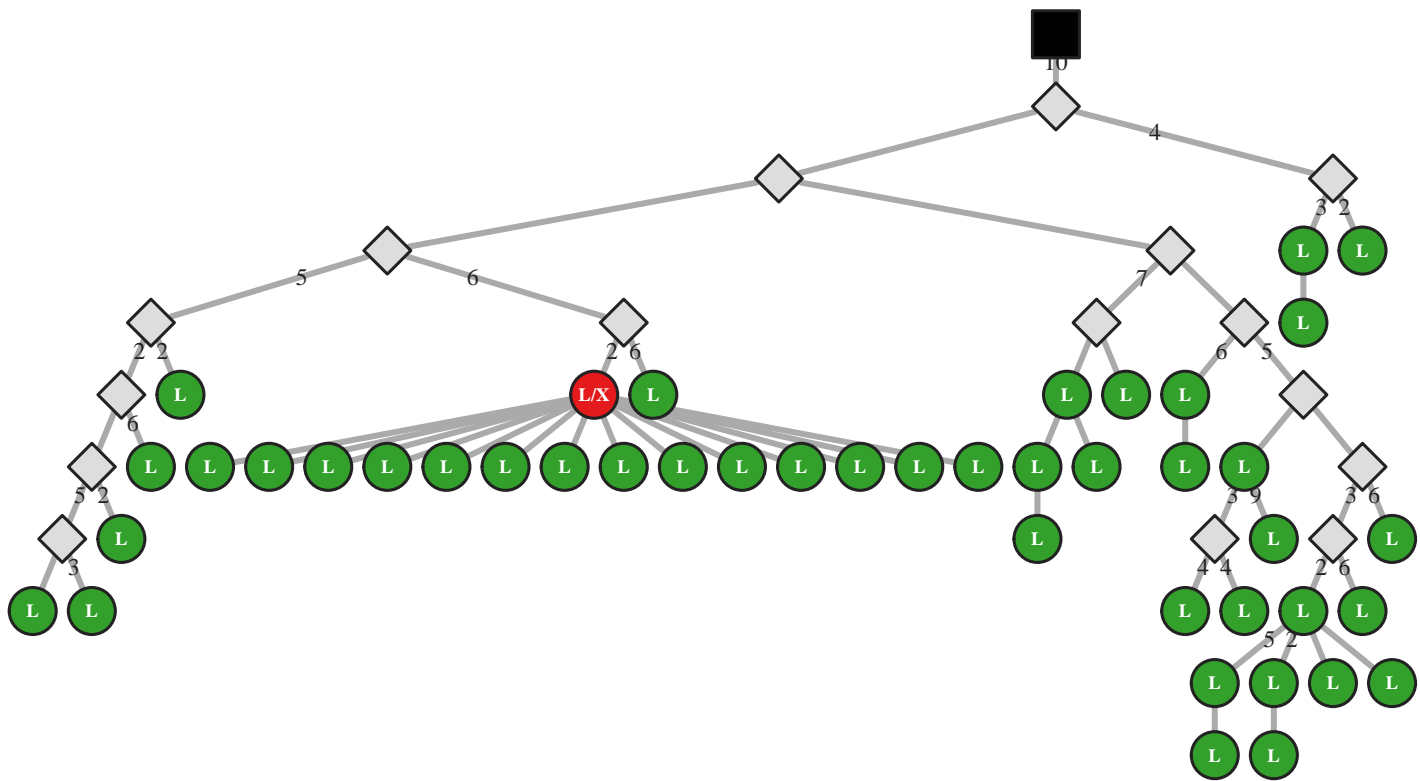 10
4
3 2
L L
5 6 7
L
2 2 2 6 6 5
L L/X L L L L
6
L L L L L L L L L L L L L L L L L L L
5 2 3 9 3 6
L L L L
3 4 4 2 6
L L L L L L
5 2
L L L L
L L